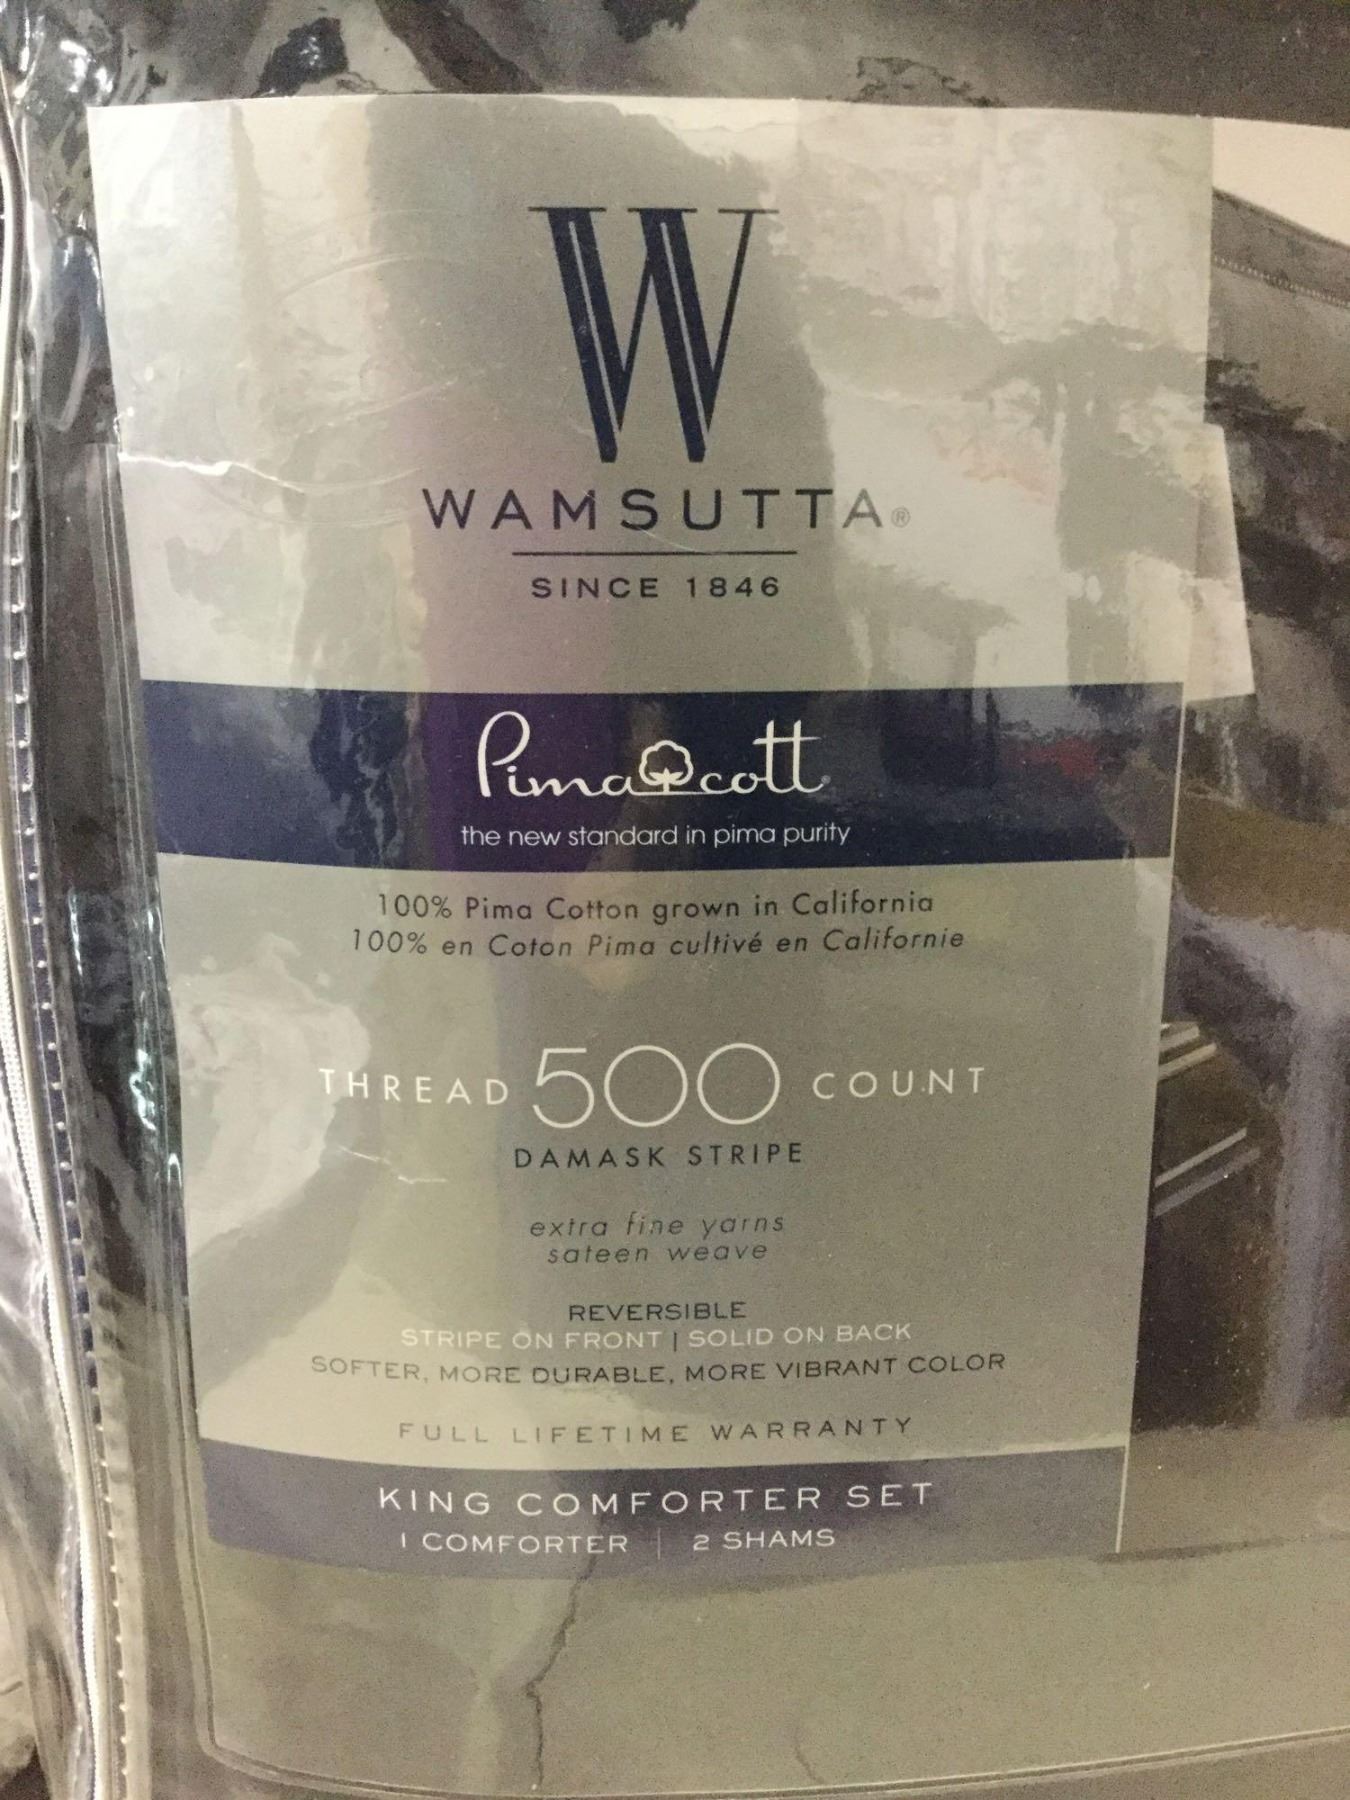 W
WAMSUTTA®
SINCE 1846
Pimacott
the new standard in pima purity
100% Pima Cotton grown in California
100% en Coton Pima cultivé en Californie
THREAD 500 COUNT
DAMASK STRIPE
extra fine yarns
sateen weave
REVERSIBLE
STRIPE ON FRONT | SOLID ON BACK
SOFTER, MORE DURABLE, MORE VIBRANT COLOR
FULL LIFETIME WARRANTY
KING COMFORTER SET
1 COMFORTER | 2 SHAMS